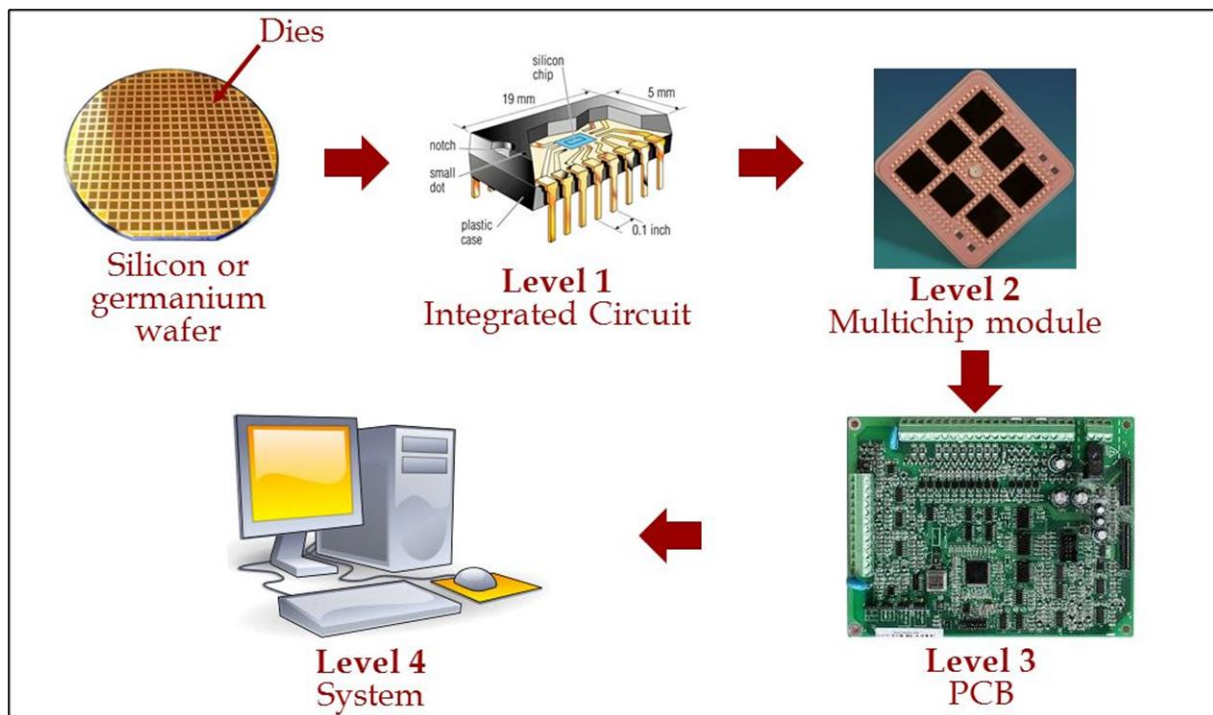 Dies
Silicon or
germanium
wafer
silicon
chip
19 mm
5 mm
notch
small
dot
plastic
case
0.1 inch
Level 1
Integrated Circuit
Level 2
Multichip module
Level 3
PCB
Level 4
System